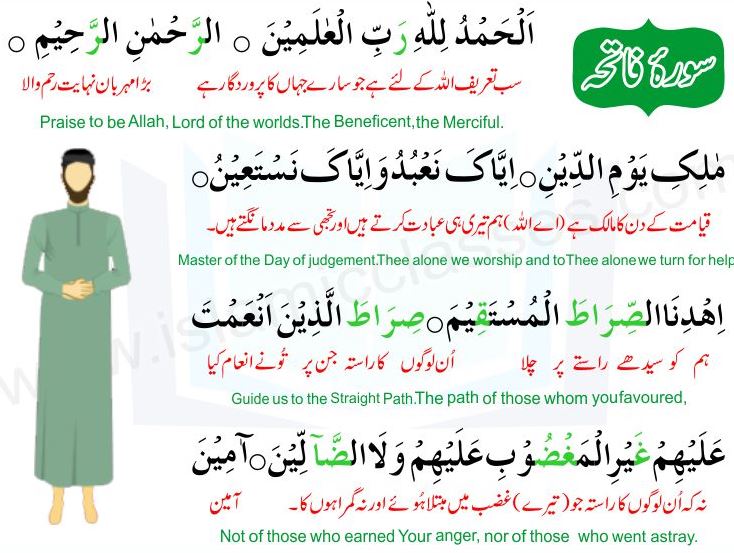 سورۂ فاتحہ
اَلْحَمْدُ لِلّٰهِ رَبِّ الْعٰلَمِیْنَ ○ الرَّحْمٰنِ الرَّحِیْمِ ○
سب تعریف اللہ کے لئے ہے جو سارے جہاں کا پروردگار ہے بڑا مہربان نہایت رحم والا
Praise to be Allah, Lord of the worlds.The Beneficent,the Merciful.
مٰلِکِ یَوْمِ الدِّیْنِ○اِیَّاکَ نَعْبُدُ وَ اِیَّاکَ نَسْتَعِیْنُ○
قیامت کے دن کا مالک ہے (اے اللہ) ہم تیری ہی عبادت کرتے ہیں اور تجھی سے مدد مانگتے ہیں۔
Master of the Day of judgement.Thee alone we worship and toThee alone we turn for help
اِهْدِنَا الصِّرَاطَ الْمُسْتَقِیْمَ○صِرَاطَ الَّذِیْنَ اَنْعَمْتَ
ہم کو سیدھے راستے پر چلا اُن لوگوں کا راستہ جن پر تُو نے انعام کیا
Guide us to the Straight Path.The path of those whom youfavoured,
عَلَیْهِمْ غَیْرِ الْمَغْضُوْبِ عَلَیْهِمْ وَ لَا الضَّآلِّیْنَ○اٰمِیْنَ
نہ کہ اُن لوگوں کا راستہ جو (تیرے) غضب میں مبتلا ہُوئے اور نہ گمراہوں کا۔ آمین
Not of those who earned Your anger, nor of those who went astray.
www.islamicclasses.com